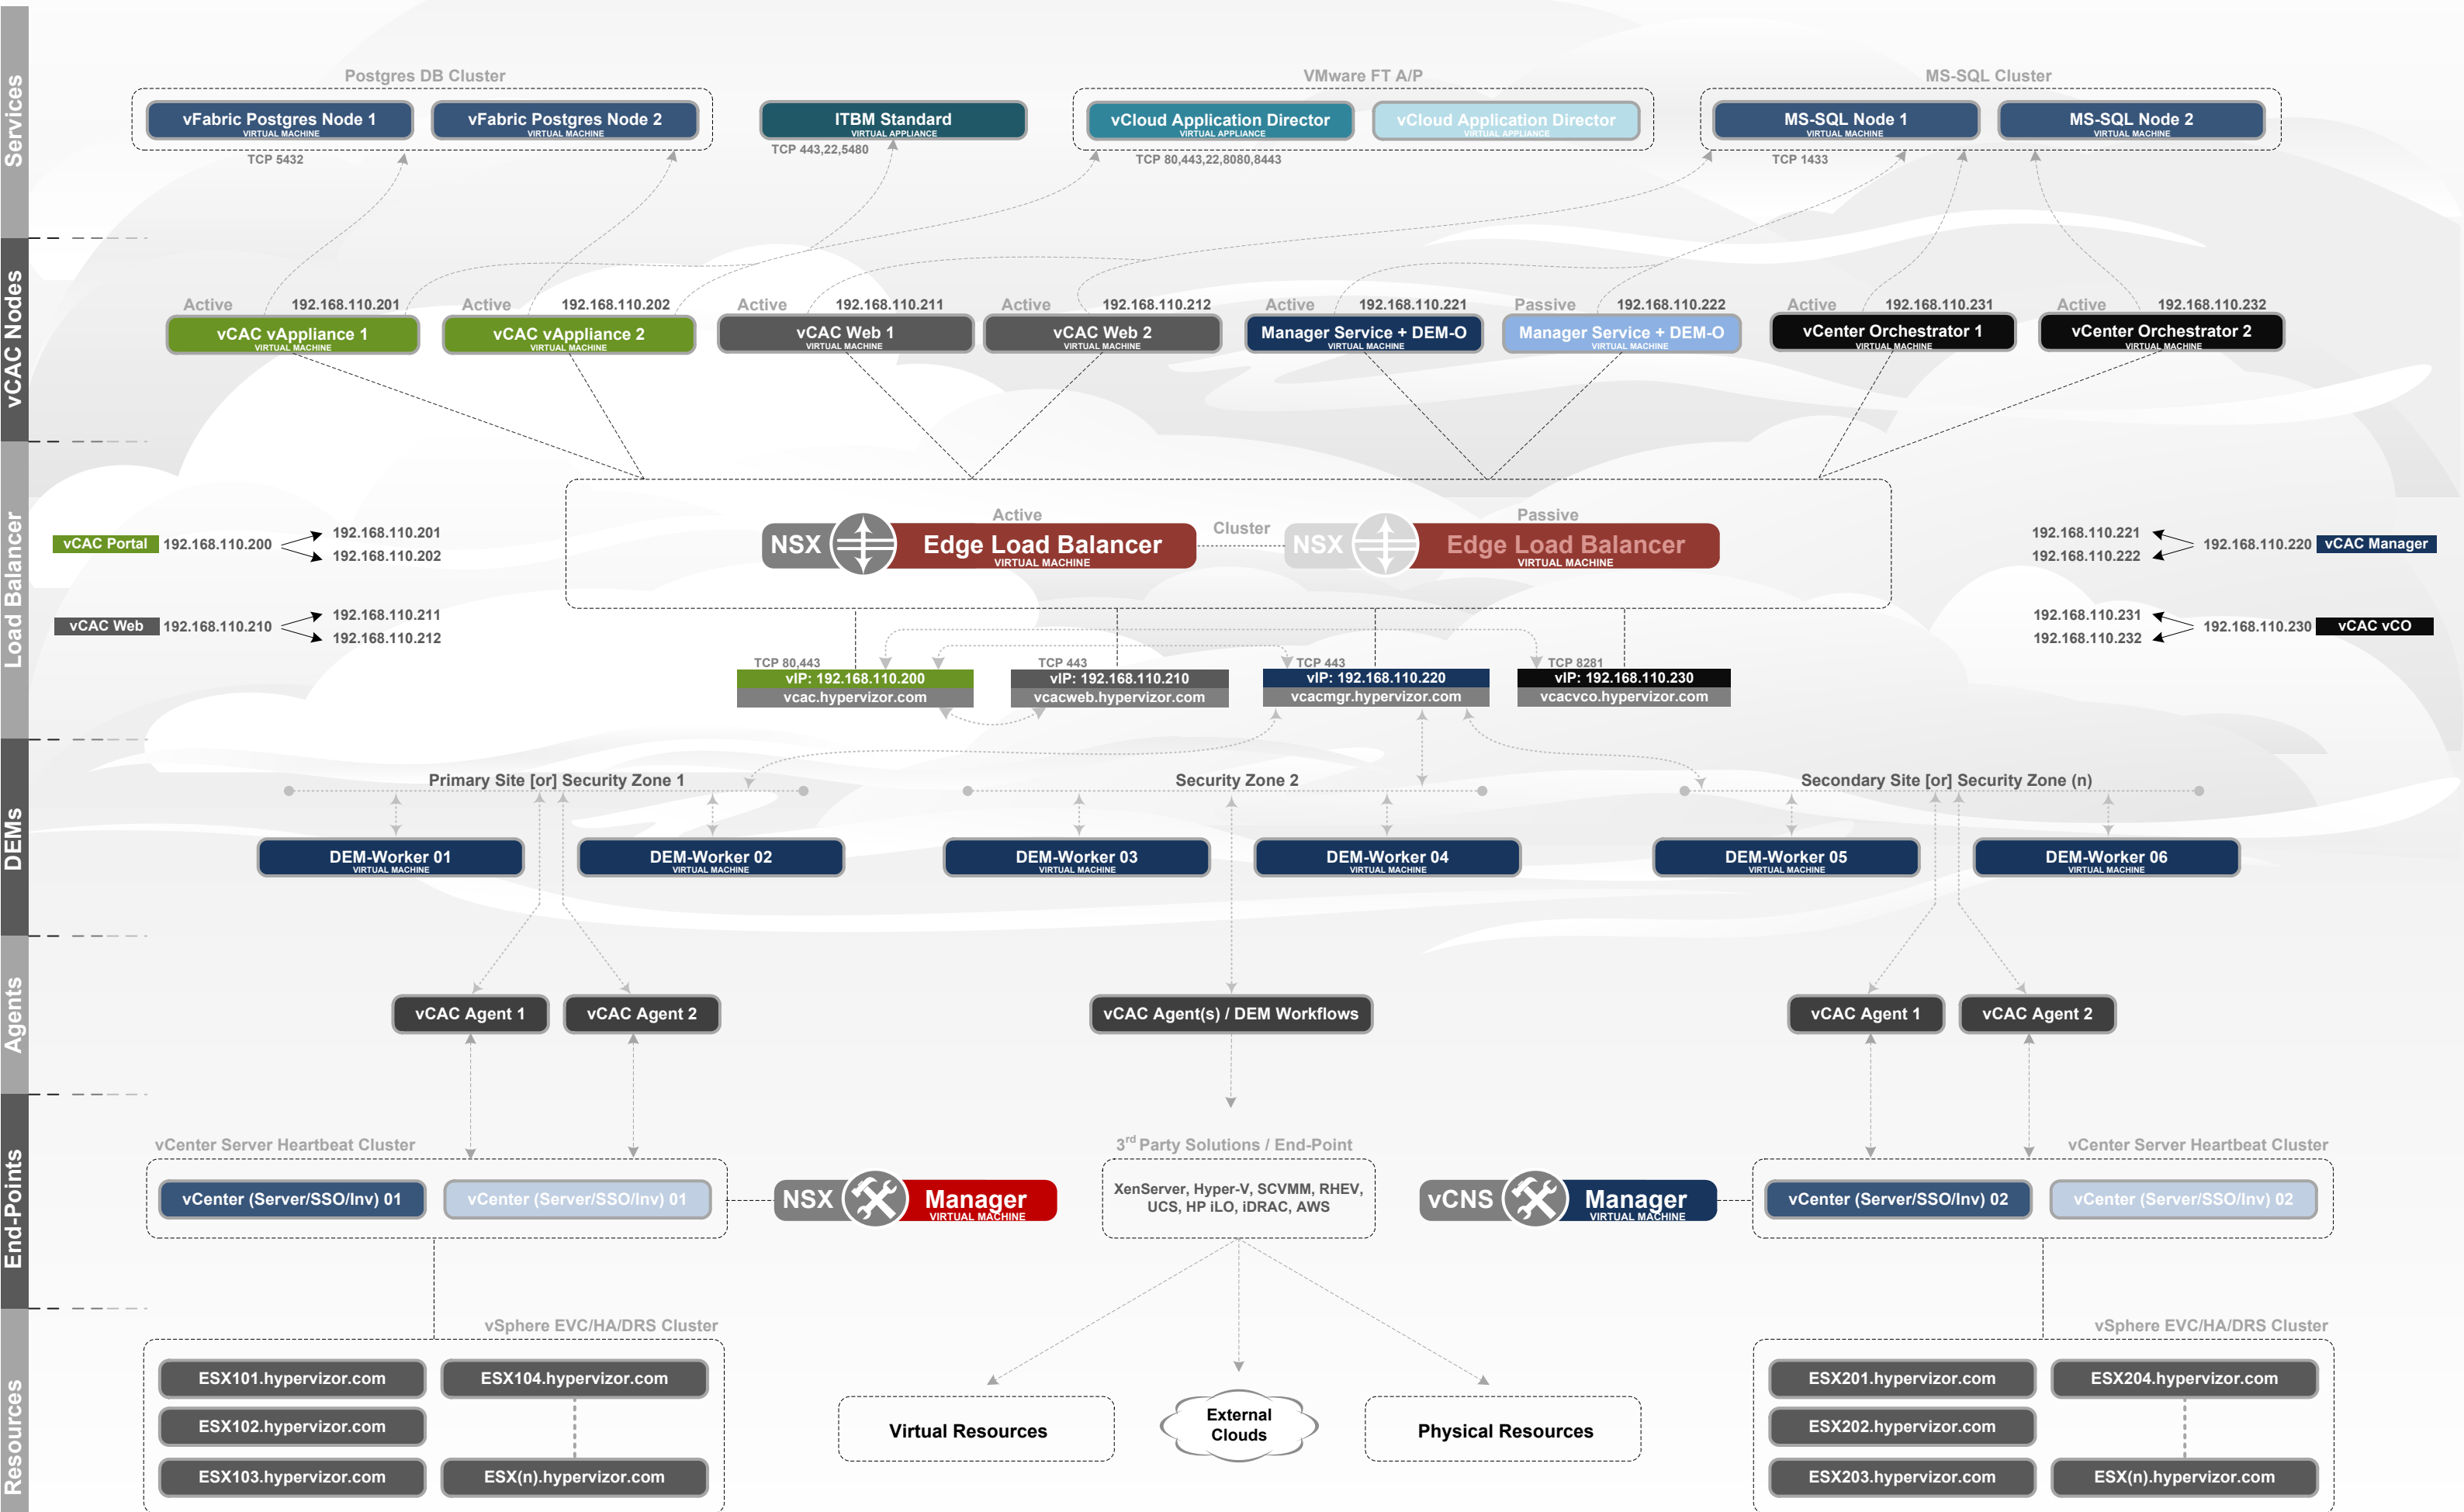 Services
Postgres DB Cluster
VMware FT A/P
MS-SQL Cluster
vFabric Postgres Node 1
VIRTUAL MACHINE
vFabric Postgres Node 2
VIRTUAL MACHINE
ITBM Standard
VIRTUAL APPLIANCE
vCloud Application Director
VIRTUAL APPLIANCE
vCloud Application Director
VIRTUAL APPLIANCE
MS-SQL Node 1
VIRTUAL MACHINE
MS-SQL Node 2
VIRTUAL MACHINE
TCP 5432
TCP 443,22,5480
TCP 80,443,22,8080,8443
TCP 1433
vCAC Nodes
Active 192.168.110.201
vCAC vAppliance 1
VIRTUAL MACHINE
Active 192.168.110.202
vCAC vAppliance 2
VIRTUAL MACHINE
Active 192.168.110.211
vCAC Web 1
VIRTUAL MACHINE
Active 192.168.110.212
vCAC Web 2
VIRTUAL MACHINE
Active 192.168.110.221
Manager Service + DEM-O
VIRTUAL MACHINE
Passive 192.168.110.222
Manager Service + DEM-O
VIRTUAL MACHINE
Active 192.168.110.231
vCenter Orchestrator 1
VIRTUAL MACHINE
Active 192.168.110.232
vCenter Orchestrator 2
VIRTUAL MACHINE
Load Balancer
vCAC Portal 192.168.110.200
192.168.110.201
192.168.110.202
vCAC Web 192.168.110.210
192.168.110.211
192.168.110.212
Active
NSX Edge Load Balancer
VIRTUAL MACHINE
Cluster
Passive
NSX Edge Load Balancer
VIRTUAL MACHINE
192.168.110.221
192.168.110.222
192.168.110.220 vCAC Manager
192.168.110.231
192.168.110.232
192.168.110.230 vCAC vCO
TCP 80,443
vIP: 192.168.110.200
vcac.hypervizor.com
TCP 443
vIP: 192.168.110.210
vcacweb.hypervizor.com
TCP 443
vIP: 192.168.110.220
vcacmgr.hypervizor.com
TCP 8281
vIP: 192.168.110.230
vcacvco.hypervizor.com
DEMs
Primary Site [or] Security Zone 1
Security Zone 2
Secondary Site [or] Security Zone (n)
DEM-Worker 01
VIRTUAL MACHINE
DEM-Worker 02
VIRTUAL MACHINE
DEM-Worker 03
VIRTUAL MACHINE
DEM-Worker 04
VIRTUAL MACHINE
DEM-Worker 05
VIRTUAL MACHINE
DEM-Worker 06
VIRTUAL MACHINE
Agents
vCAC Agent 1
vCAC Agent 2
vCAC Agent(s) / DEM Workflows
vCAC Agent 1
vCAC Agent 2
End-Points
vCenter Server Heartbeat Cluster
vCenter (Server/SSO/Inv) 01
vCenter (Server/SSO/Inv) 01
NSX Manager
VIRTUAL MACHINE
3rd Party Solutions / End-Point
XenServer, Hyper-V, SCVMM, RHEV,
UCS, HP iLO, iDRAC, AWS
vCNS Manager
VIRTUAL MACHINE
vCenter Server Heartbeat Cluster
vCenter (Server/SSO/Inv) 02
vCenter (Server/SSO/Inv) 02
Resources
vSphere EVC/HA/DRS Cluster
ESX101.hypervizor.com
ESX104.hypervizor.com
ESX102.hypervizor.com
ESX103.hypervizor.com
ESX(n).hypervizor.com
Virtual Resources
External
Clouds
Physical Resources
vSphere EVC/HA/DRS Cluster
ESX201.hypervizor.com
ESX204.hypervizor.com
ESX202.hypervizor.com
ESX203.hypervizor.com
ESX(n).hypervizor.com